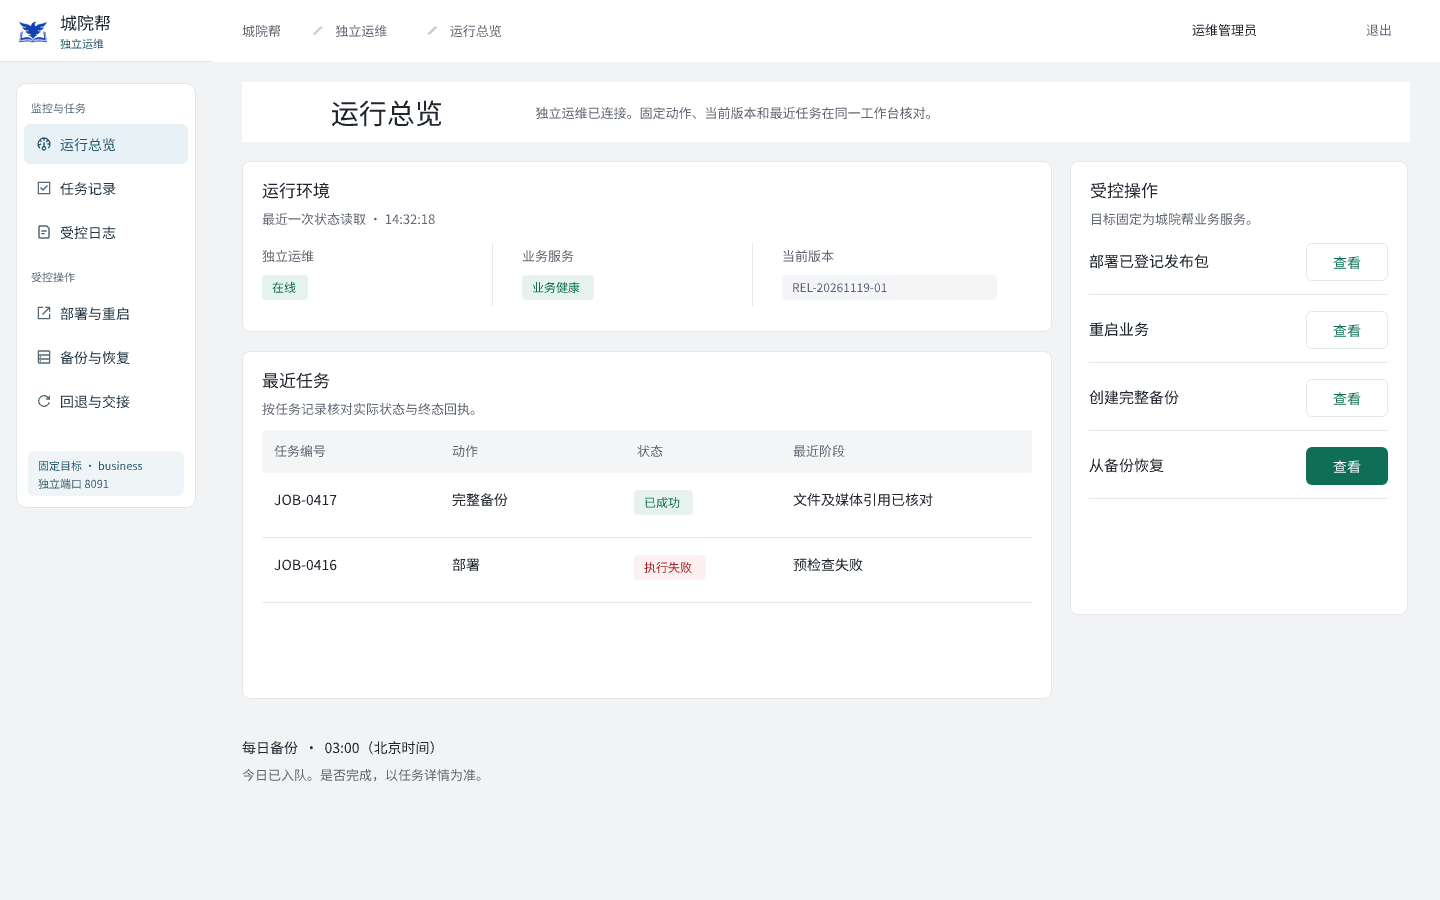 城院帮
独立运维
城院帮 独立运维 运行总览
运维管理员
退出
监控与任务
运行总览
任务记录
受控日志
受控操作
部署与重启
备份与恢复
回退与交接
固定目标 · business
独立端口 8091
运行总览
独立运维已连接。固定动作、当前版本和最近任务在同一工作台核对。
运行环境
最近一次状态读取 · 14:32:18
独立运维 业务服务 当前版本
在线 业务健康 REL-20261119-01
最近任务
按任务记录核对实际状态与终态回执。
任务编号 动作 状态 最近阶段
JOB-0417 完整备份 已成功 文件及媒体引用已核对
JOB-0416 部署 执行失败 预检查失败
受控操作
目标固定为城院帮业务服务。
部署已登记发布包 查看
重启业务 查看
创建完整备份 查看
从备份恢复 查看
每日备份 · 03:00（北京时间）
今日已入队。是否完成，以任务详情为准。